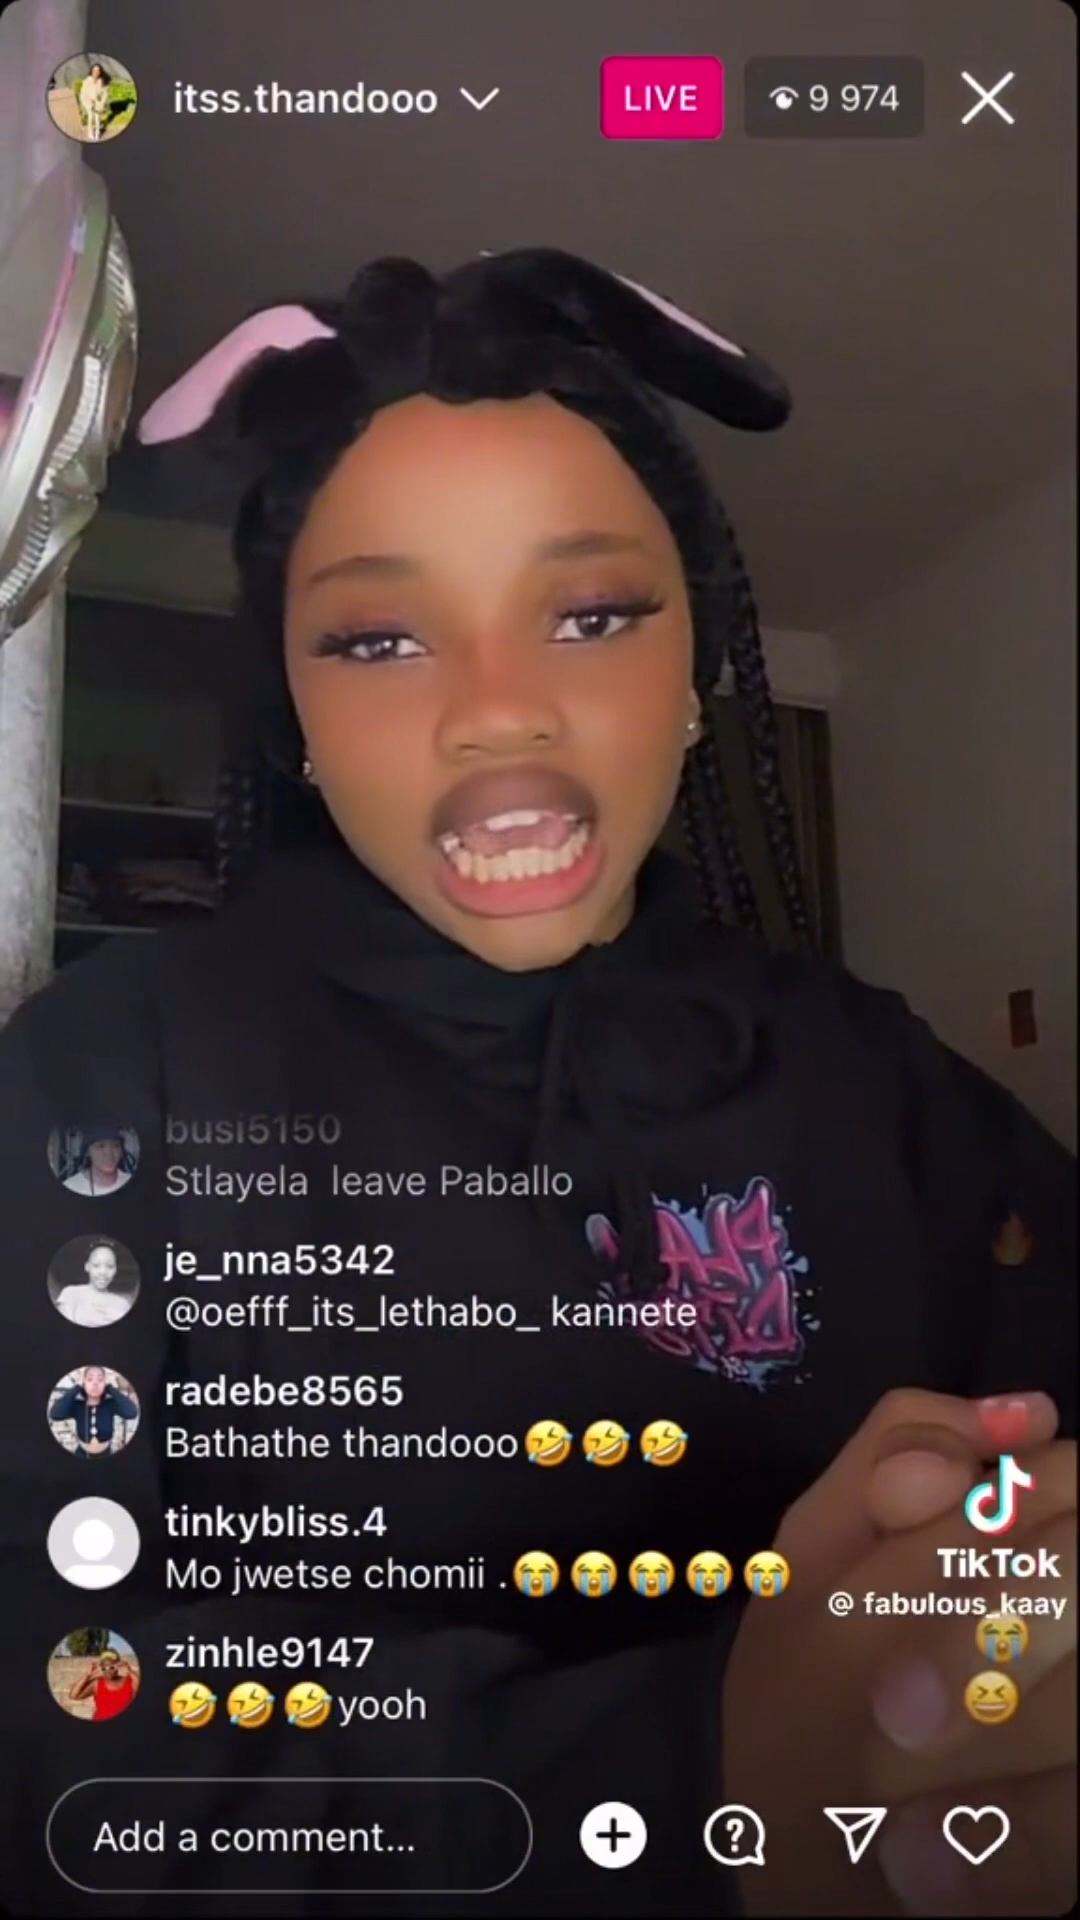 itss.thandooo
LIVE
9 974
busi5150
Stlayela leave Paballo
je_nna5342
@oefff_its_lethabo_ kannete
radebe8565
Bathathe thandooo🤣🤣🤣
tinkybliss.4
Mo jwetse chomii .😭😭😭😭😭
TikTok
@ fabulous_kaay
zinhle9147
🤣🤣🤣yooh
Add a comment...